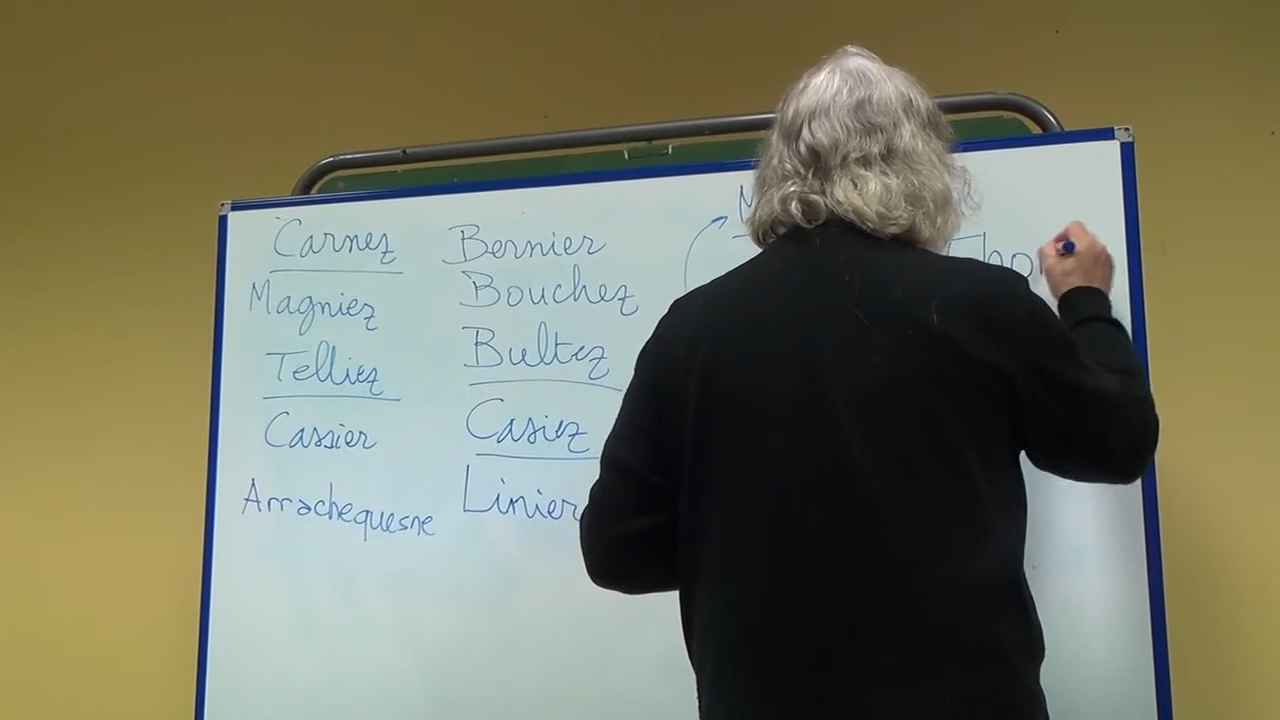 Carnez
Magniez
Telliez
Cassier
Arrachequesne
Bernier
Bouchez
Bultez
Casiez
Linier